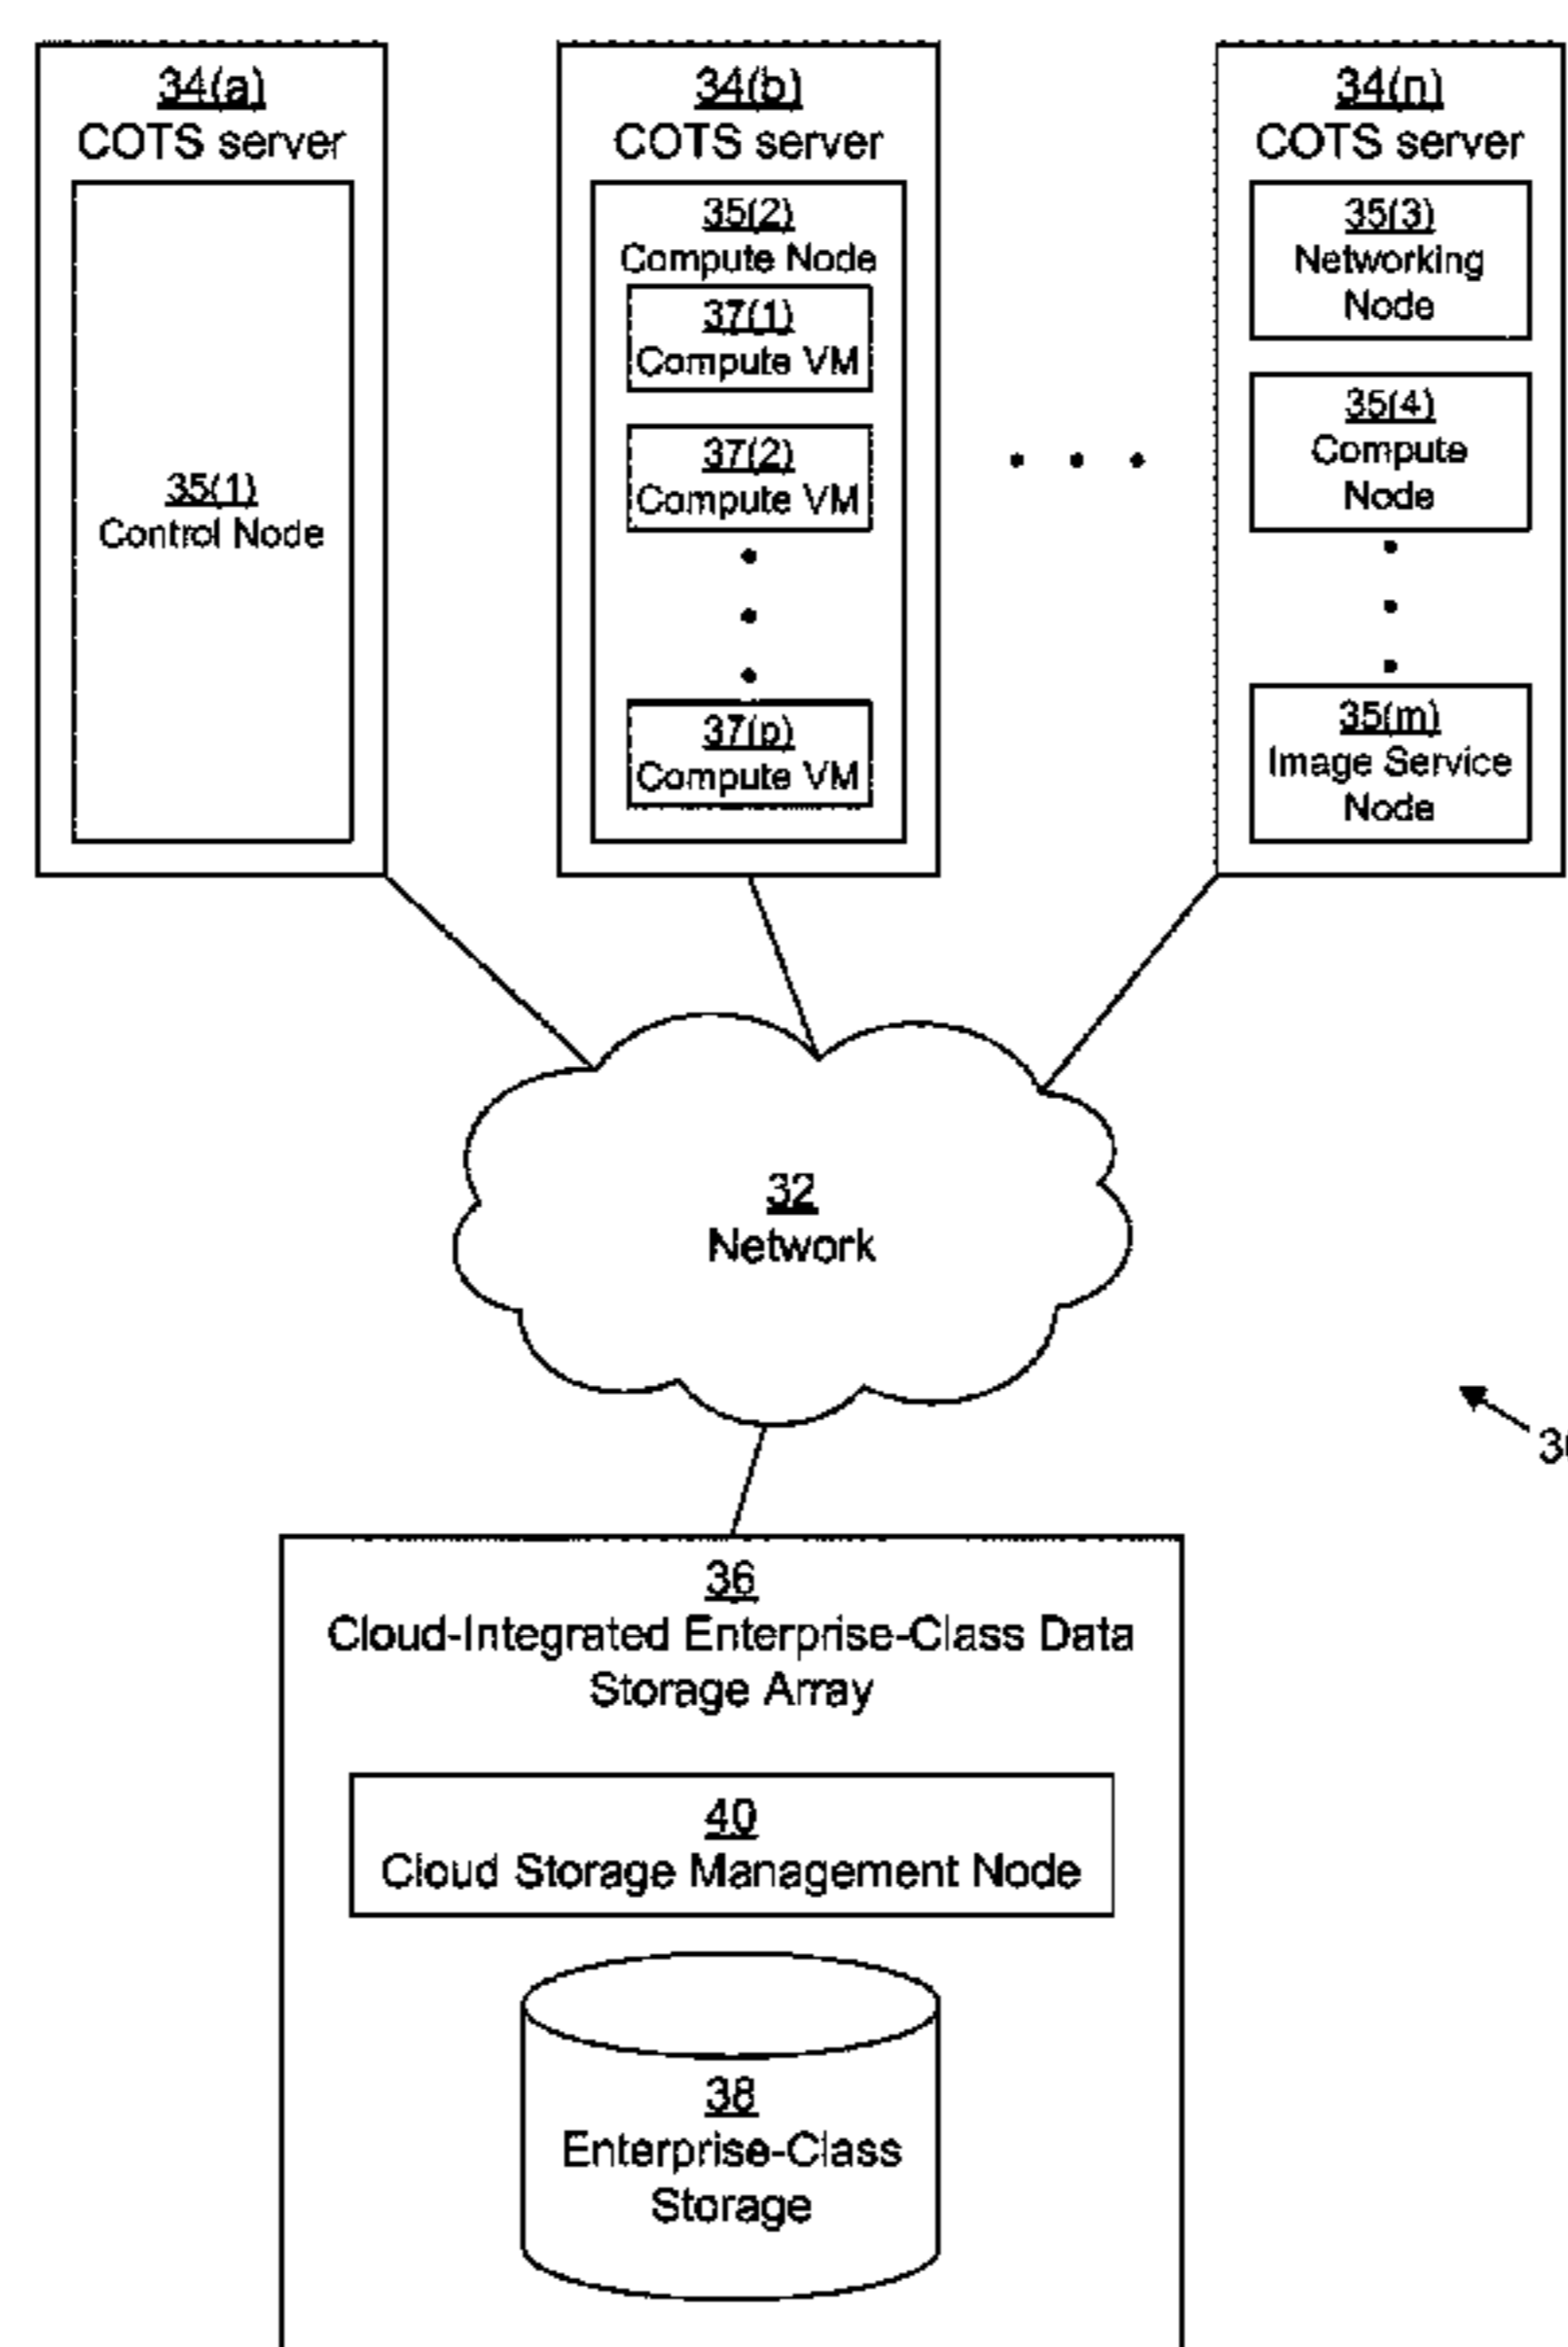 34(a)
COTS server
35(1)
Control Node
34(b)
COTS server
35(2)
Compute Node
37(1)
Compute VM
37(2)
Compute VM
37(p)
Compute VM
34(n)
COTS server
35(3)
Networking
Node
35(4)
Compute
Node
35(m)
Image Service
Node
32
Network
36
Cloud-Integrated Enterprise-Class Data
Storage Array
40
Cloud Storage Management Node
38
Enterprise-Class
Storage